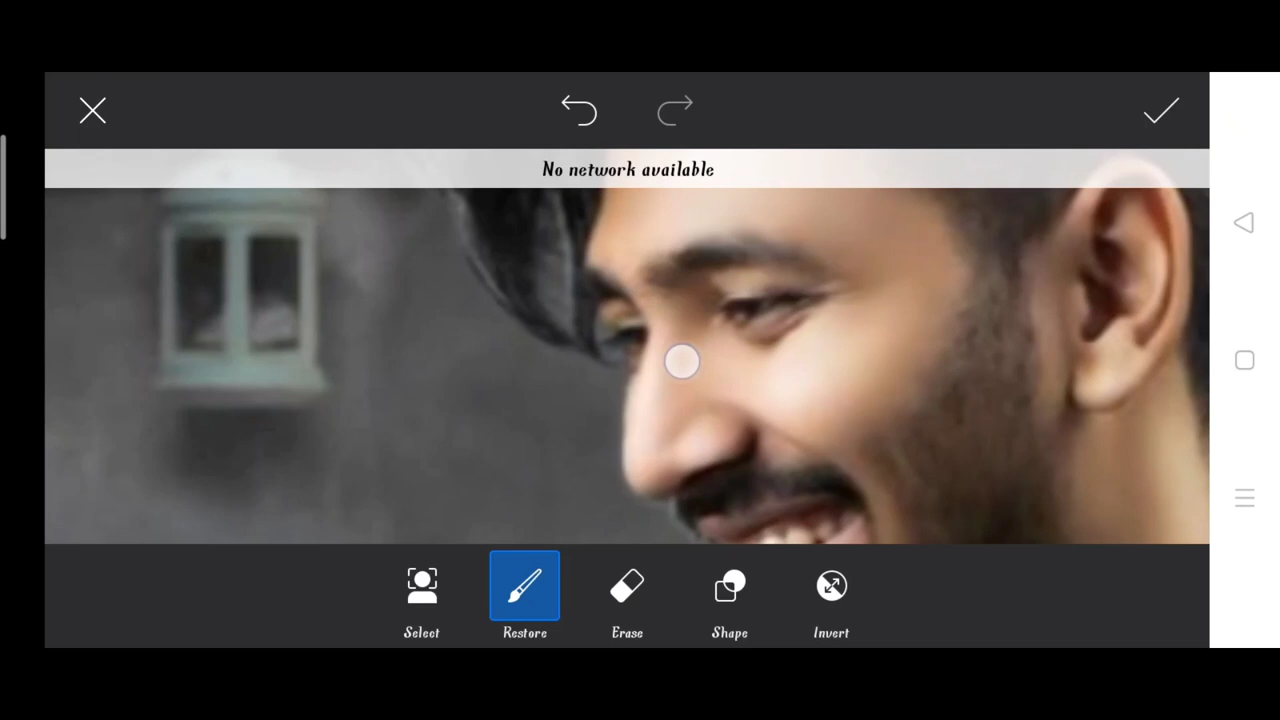 No network available
Select
Restore
Erase
Shape
Invert